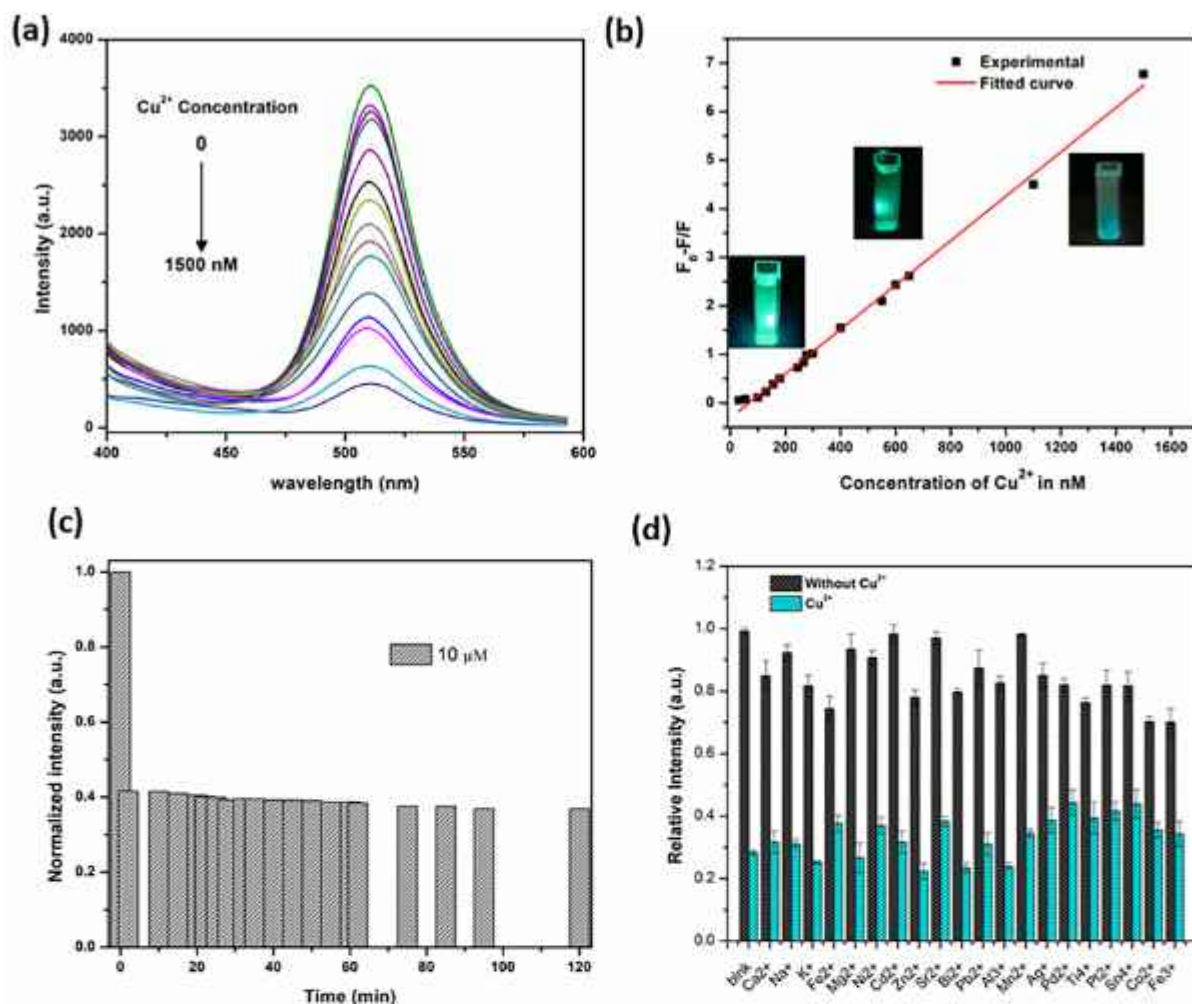 (a)
4000
3000
2000
1000
0
Intensity (a.u.)
Cu²⁺ Concentration
0
1500 nM
400
450
500
550
600
wavelength (nm)
(b)
7
6
5
4
3
2
1
0
F₀-F/F
Experimental
Fitted curve
0
200
400
600
800
1000
1200
1400
1600
Concentration of Cu²⁺ in nM
(c)
1.0
0.8
0.6
0.4
0.2
0.0
Normalized intensity (a.u.)
10 μM
0
20
40
60
80
100
120
Time (min)
(d)
1.2
1.0
0.8
0.6
0.4
0.2
0.0
Relative Intensity (a.u.)
Without Cu²⁺
Cu²⁺
blnk
Ca2+
Na+
K+
Fe2+
Mg2+
Ni2+
Cd2+
Zn2+
Sr2+
Bi2+
Pb2+
Al3+
Mn2+
Ag+
Pd2+
Ti4+
Pt2+
Sn4+
Co2+
Fe3+